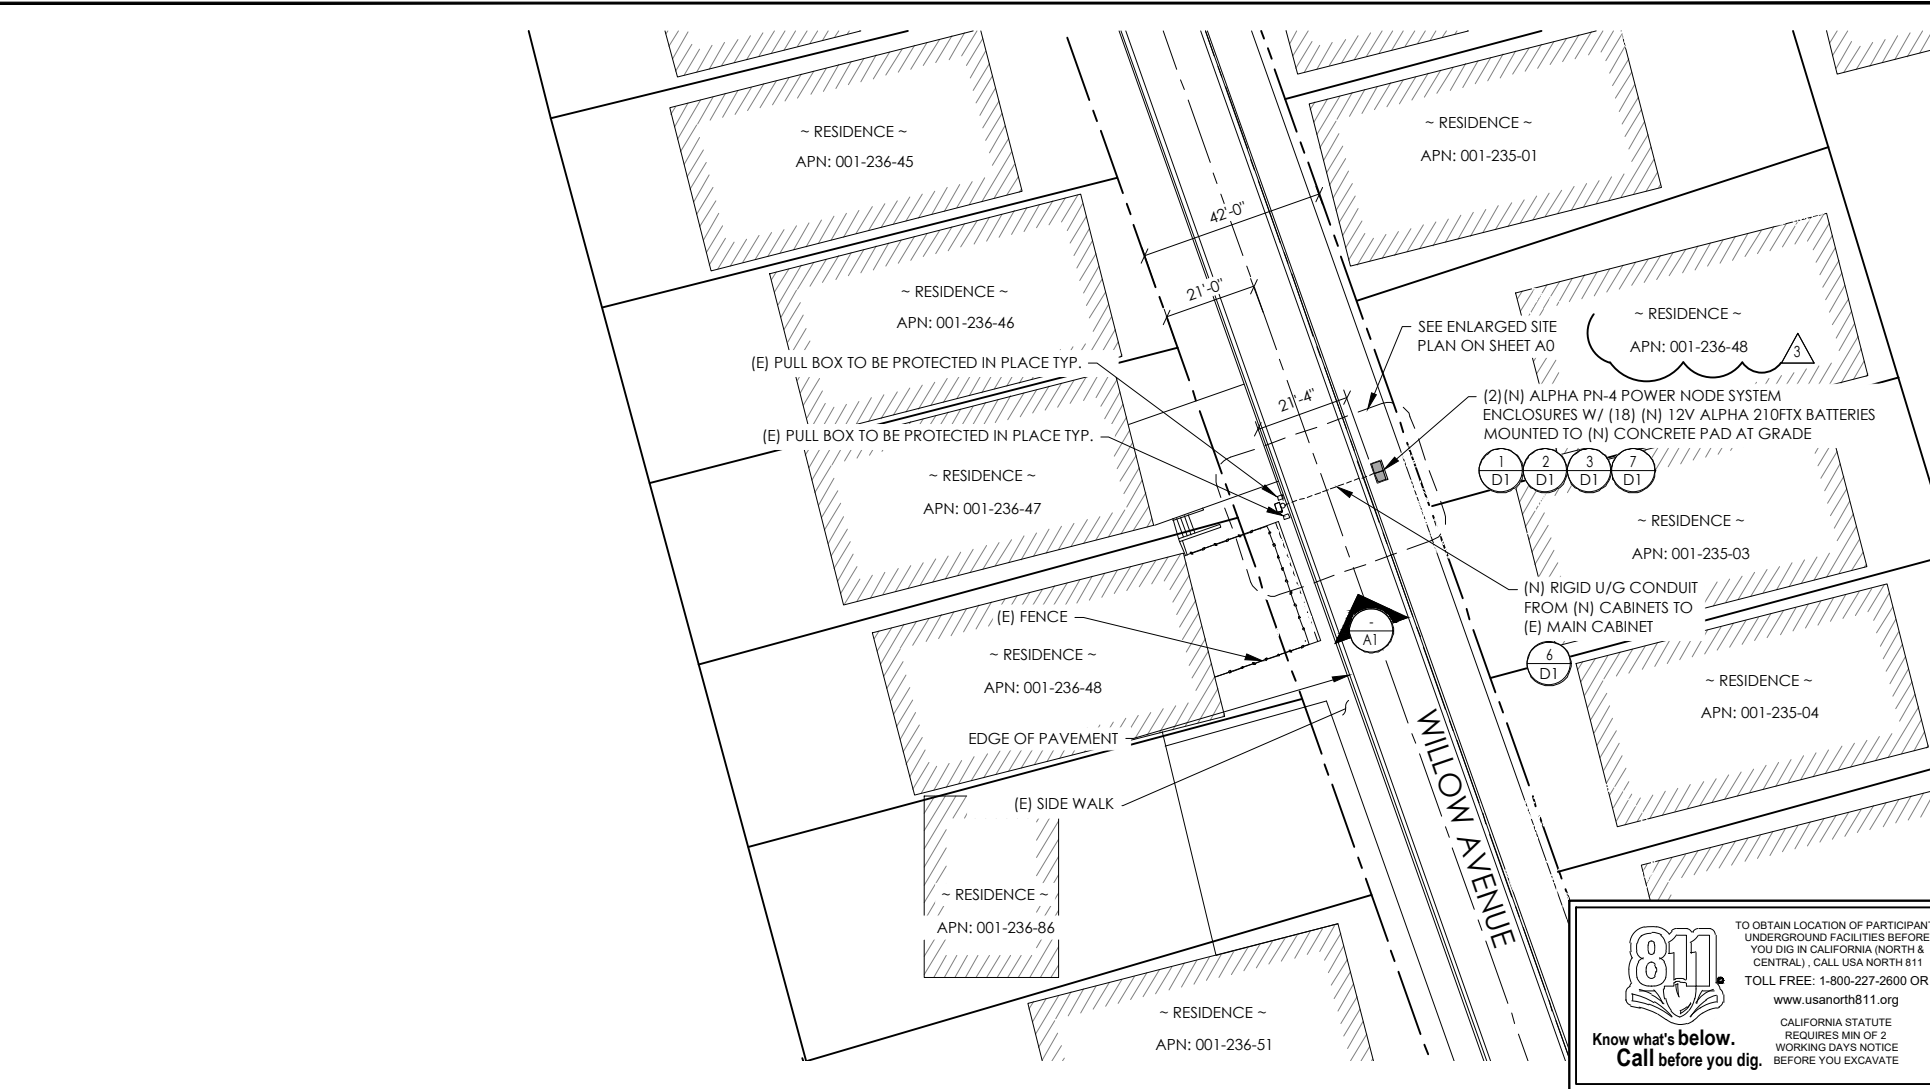 ~ RESIDENCE ~
APN: 001-236-45
~ RESIDENCE ~
APN: 001-235-01
42'-0"
21'-0"
~ RESIDENCE ~
APN: 001-236-46
SEE ENLARGED SITE
PLAN ON SHEET A0
~ RESIDENCE ~
APN: 001-236-48
3
(E) PULL BOX TO BE PROTECTED IN PLACE TYP.
21'-4"
(2)(N) ALPHA PN-4 POWER NODE SYSTEM
ENCLOSURES W/ (18) (N) 12V ALPHA 210FTX BATTERIES
MOUNTED TO (N) CONCRETE PAD AT GRADE
(E) PULL BOX TO BE PROTECTED IN PLACE TYP.
1 2 3 7
D1 D1 D1 D1
~ RESIDENCE ~
APN: 001-236-47
~ RESIDENCE ~
APN: 001-235-03
(N) RIGID U/G CONDUIT
FROM (N) CABINETS TO
(E) MAIN CABINET
6
D1
(E) FENCE
-
A1
~ RESIDENCE ~
APN: 001-236-48
~ RESIDENCE ~
APN: 001-235-04
EDGE OF PAVEMENT
(E) SIDE WALK
WILLOW AVENUE
~ RESIDENCE ~
APN: 001-236-86
~ RESIDENCE ~
APN: 001-236-51
811
Know what's below.
Call before you dig.
TO OBTAIN LOCATION OF PARTICIPANT
UNDERGROUND FACILITIES BEFORE
YOU DIG IN CALIFORNIA (NORTH &
CENTRAL) , CALL USA NORTH 811
TOLL FREE: 1-800-227-2600 OR
www.usanorth811.org
CALIFORNIA STATUTE
REQUIRES MIN OF 2
WORKING DAYS NOTICE
BEFORE YOU EXCAVATE